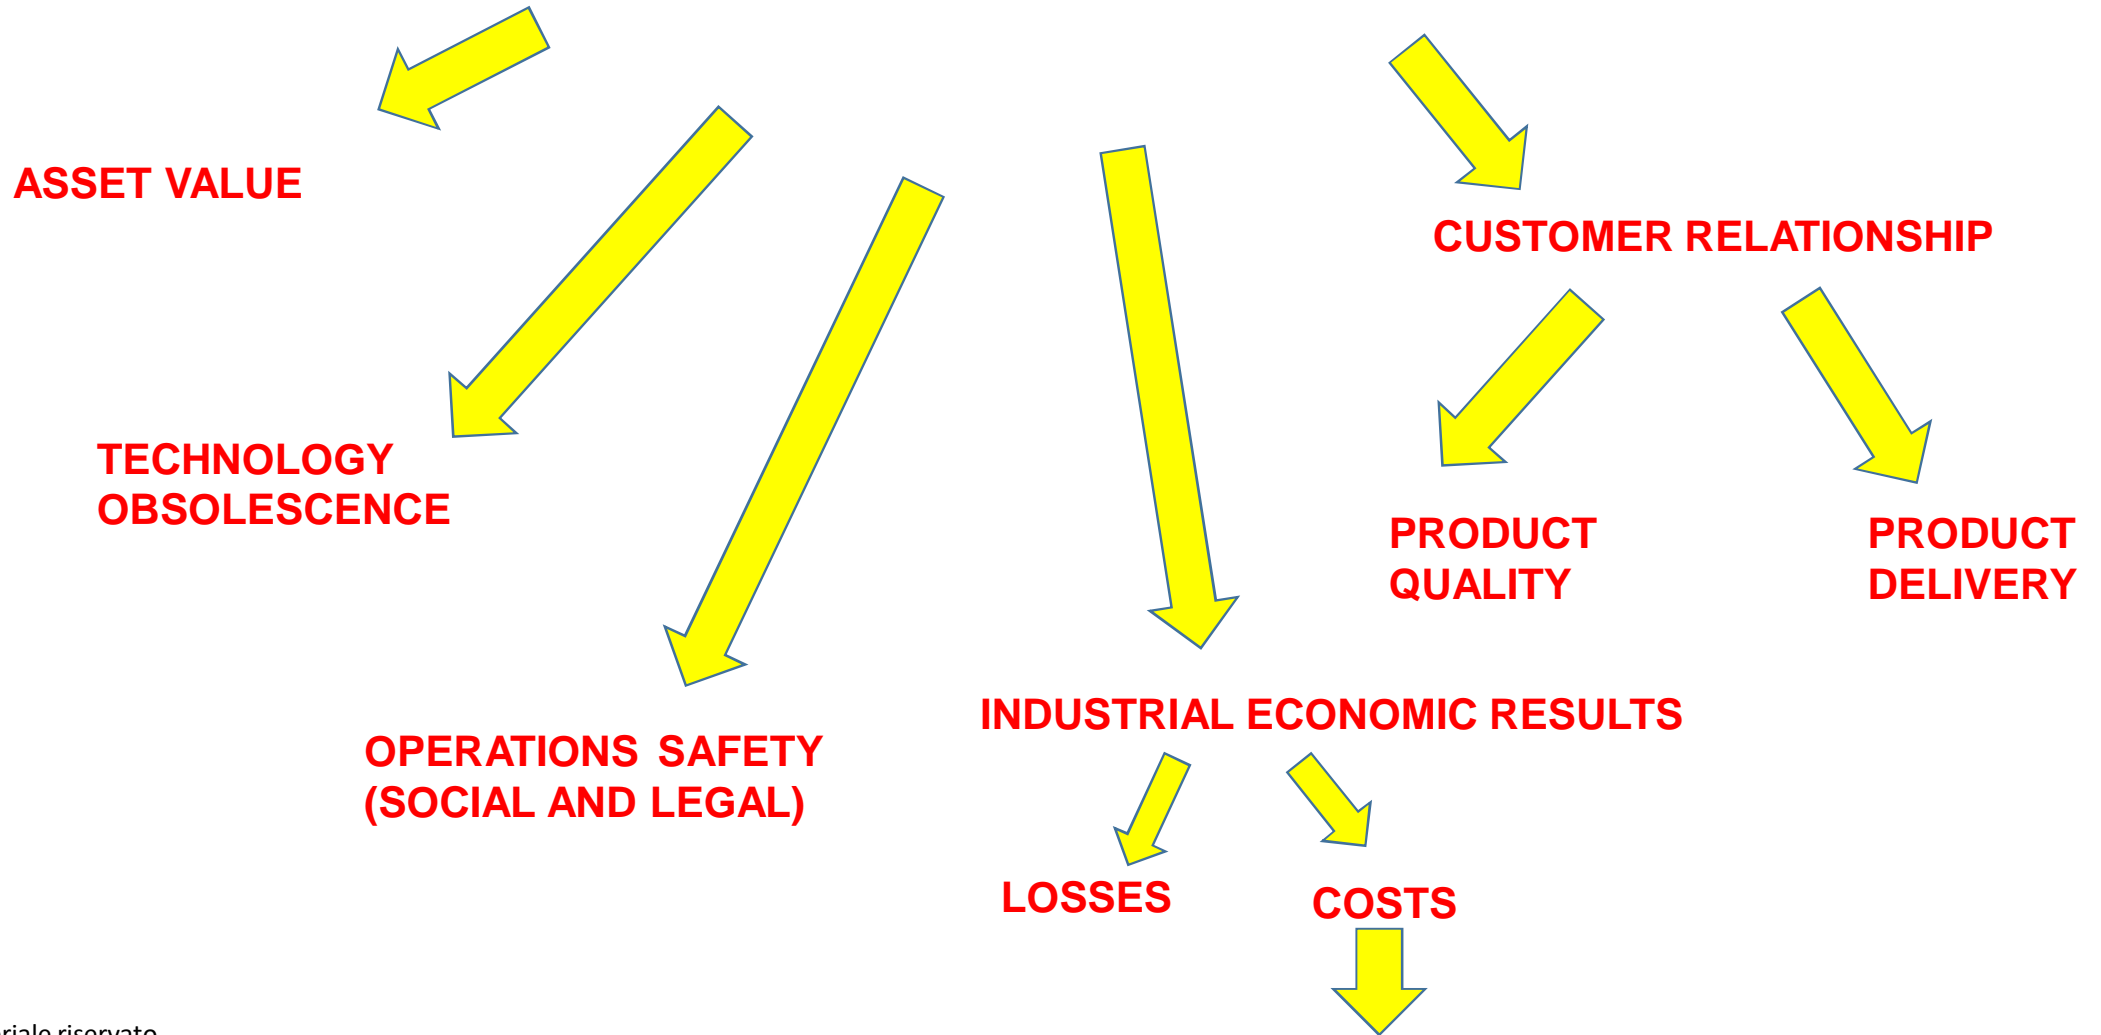 ASSET VALUE
CUSTOMER RELATIONSHIP
TECHNOLOGY
OBSOLESCENCE
PRODUCT
QUALITY
PRODUCT
DELIVERY
INDUSTRIAL ECONOMIC RESULTS
OPERATIONS SAFETY
(SOCIAL AND LEGAL)
LOSSES
COSTS
riservato